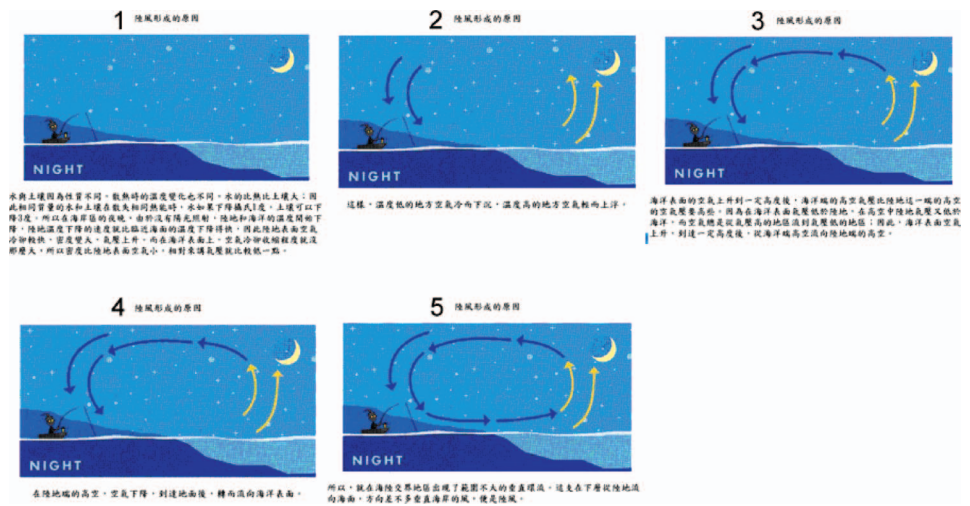 1 陸風形成的原因
NIGHT
水與土壤因為性質不同，散熱時的溫度變化也不同。水的比熱比土壤大；因
此相同質量的水和土壤在散失相同熱能時，水如果下降攝式1度，土壤可以下
降3度。所以在海岸區的夜晚，由於沒有陽光照射，陸地和海洋的溫度開始下
降，陸地溫度下降的速度就比臨近海面的溫度下降得快，因此陸地表面空氣
冷卻較快，密度變大，氣壓上升，而在海洋表面上，空氣冷卻收縮程度就沒
那麼大，所以密度比陸地表面空氣小，相對來講氣壓就比較低一點。
2 陸風形成的原因
NIGHT
這樣，溫度低的地方空氣冷而下沉，溫度高的地方空氣輕而上浮。
3 陸風形成的原因
NIGHT
海洋表面的空氣上升到一定高度後，海洋端的高空氣壓比陸地這一端的高空
的空氣壓要高些，因為在海洋表面氣壓低於陸地，在高空中陸地氣壓又低於
海洋，而空氣總是從氣壓高的地區流到氣壓低的地區；因此，海洋表面空氣
上升，到達一定高度後，從海洋端高空流向陸地端的高空。
4 陸風形成的原因
NIGHT
在陸地端的高空，空氣下降，到達地面後，轉而流向海洋表面。
5 陸風形成的原因
NIGHT
所以，就在海陸交界地區出現了範圍不大的垂直環流。這支在下層從陸地流
向海面，方向差不多垂直海岸的風，便是陸風。